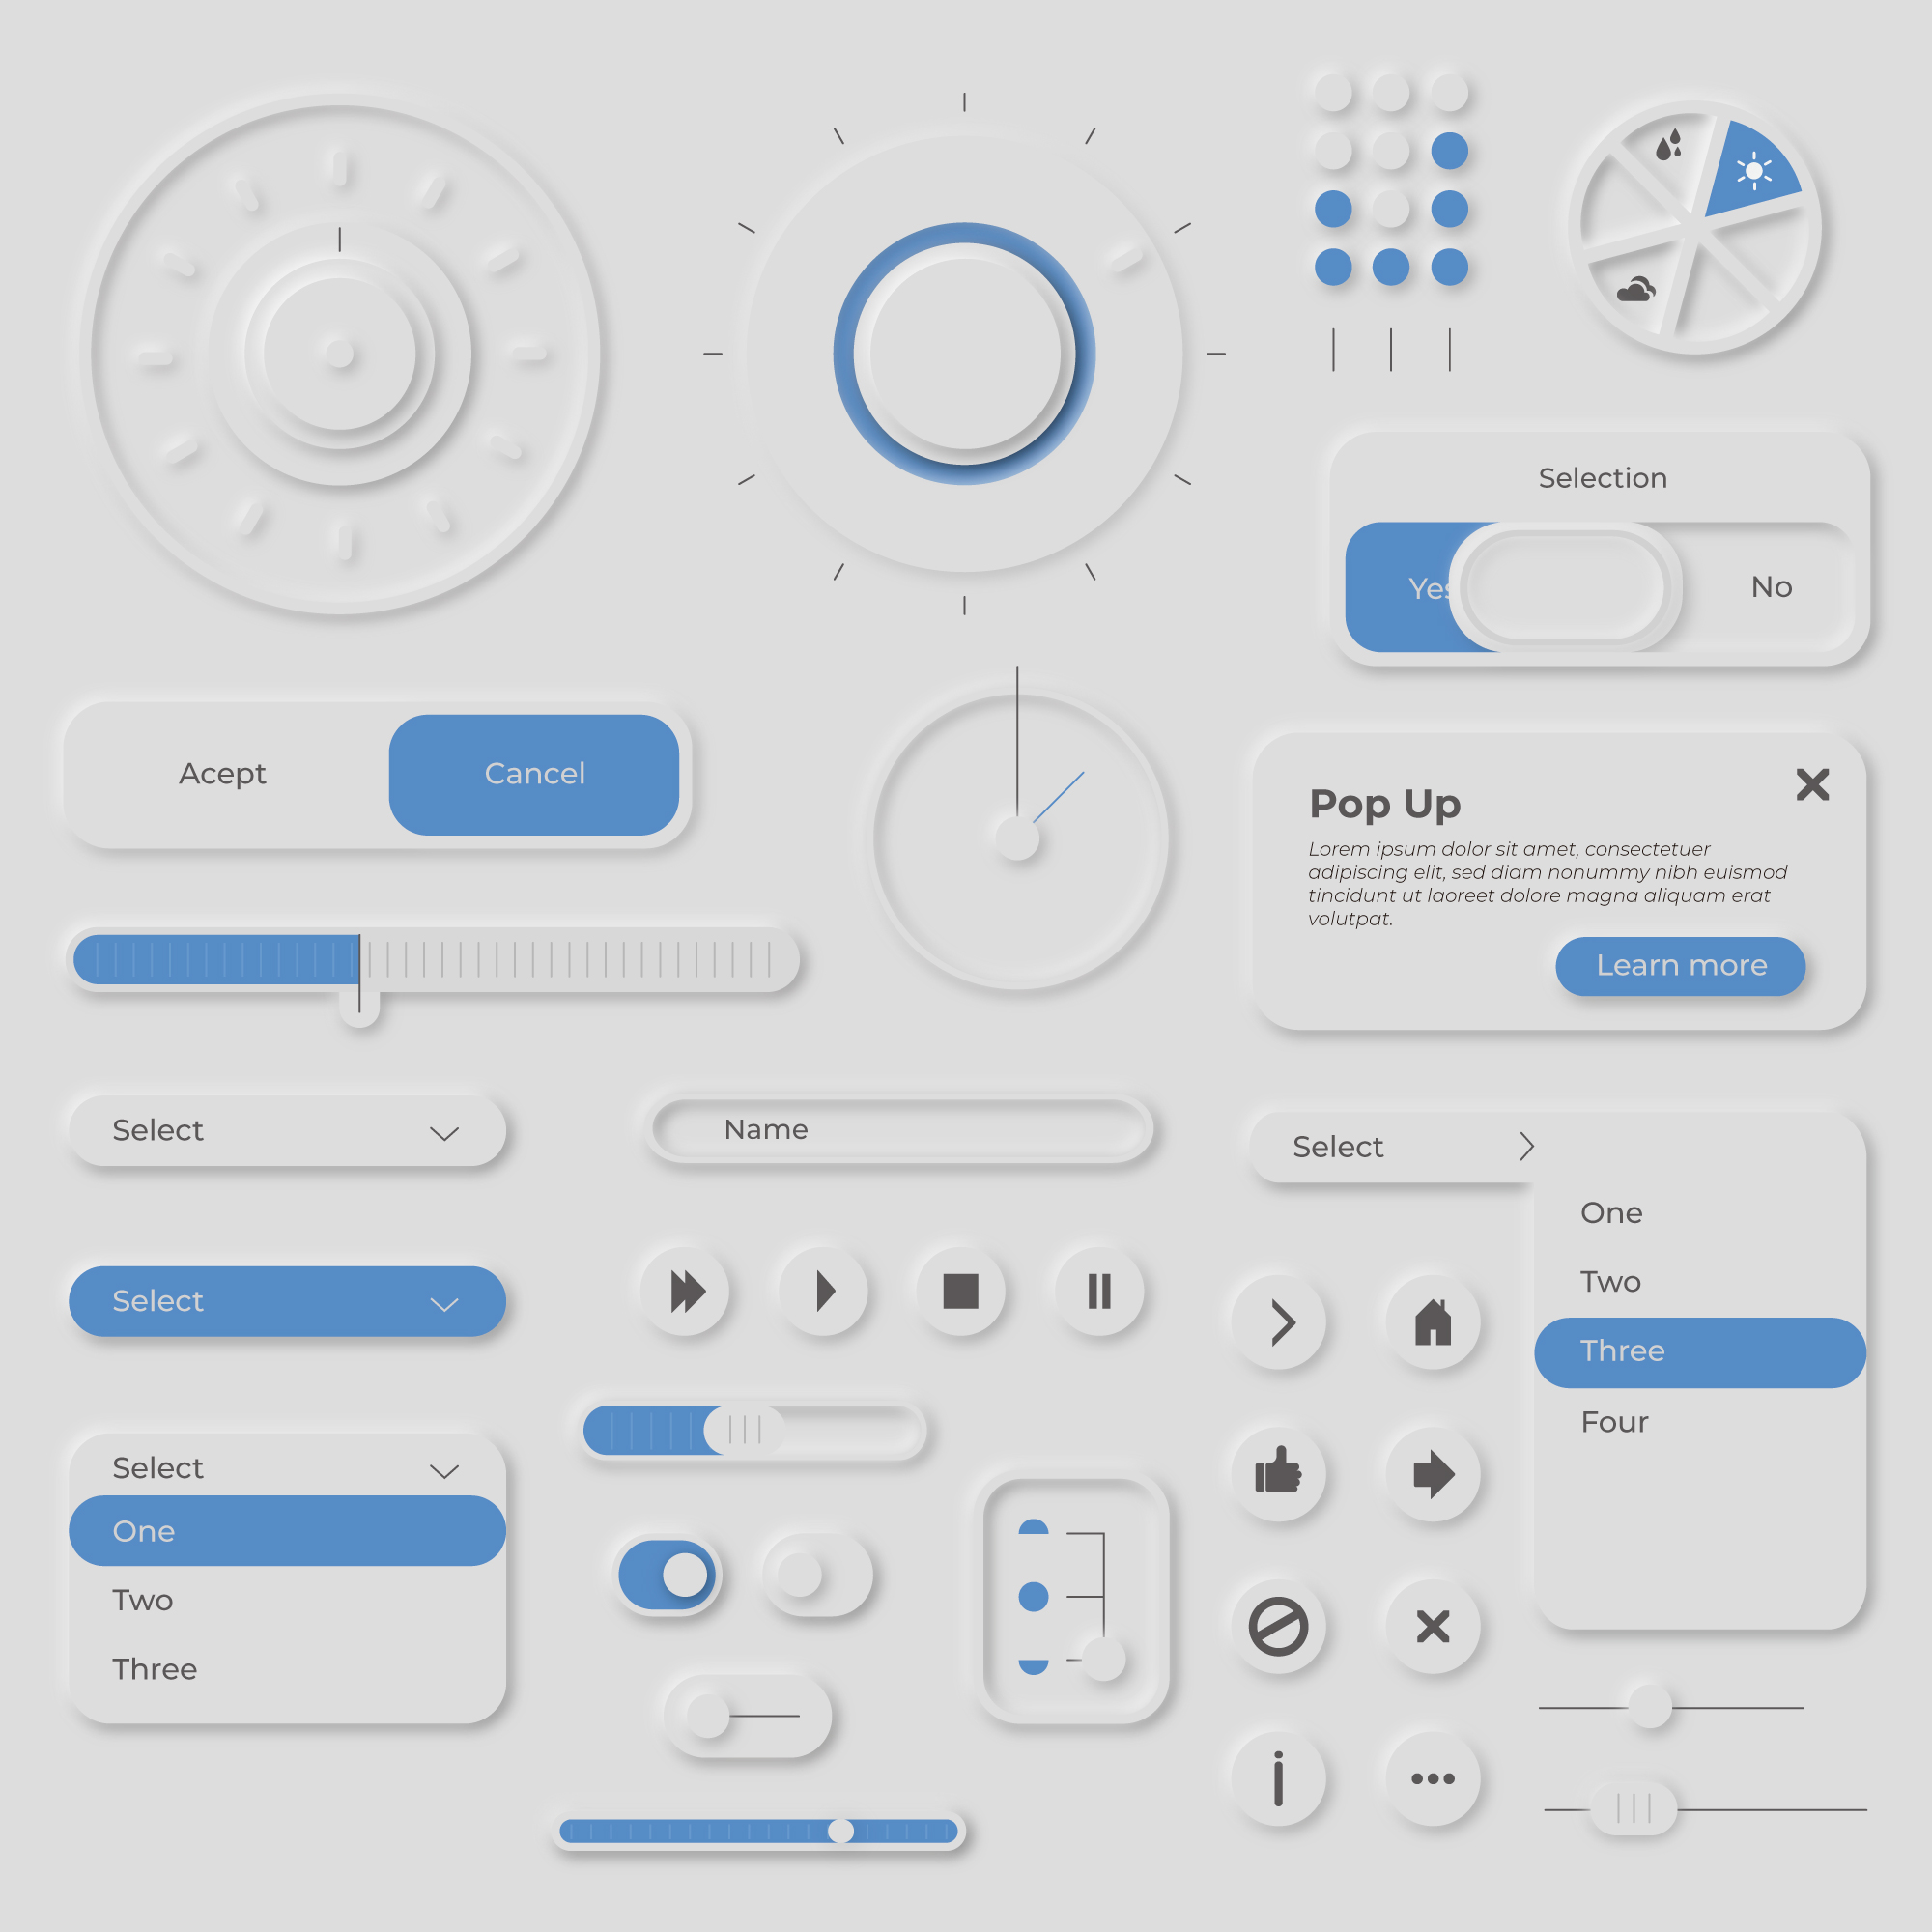 Selection
Yes
No
Acept
Cancel
Pop Up
Lorem ipsum dolor sit amet, consectetuer
adipiscing elit, sed diam nonummy nibh euismod
tincidunt ut laoreet dolore magna aliquam erat
volutpat.
Learn more
Select
Name
Select
One
Two
Three
Four
Select
Select
One
Two
Three